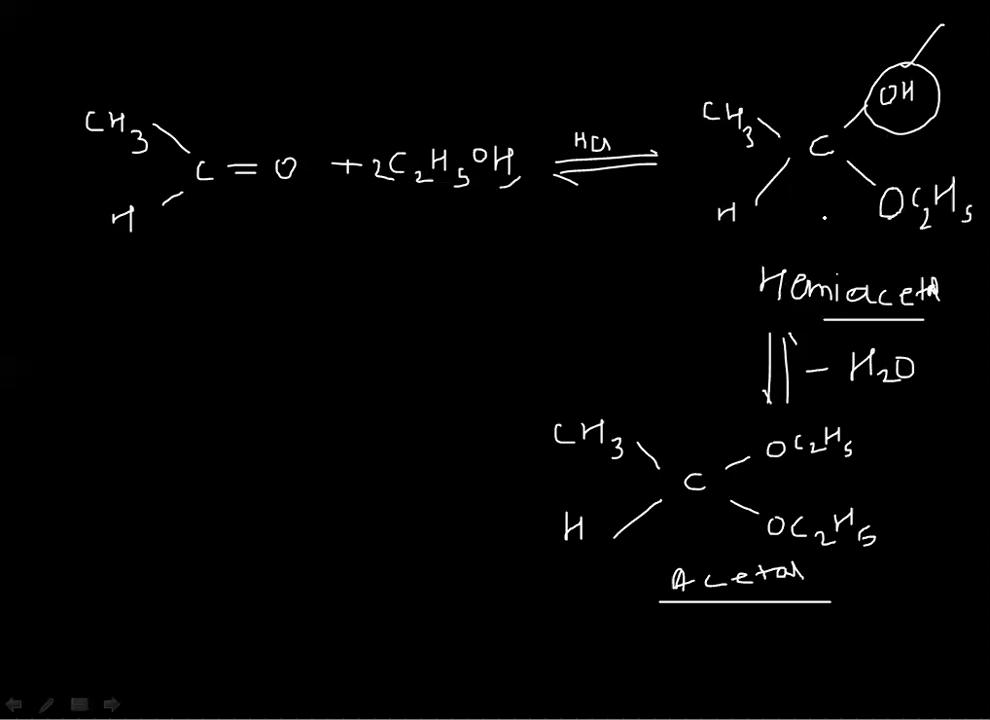 CH3
C = O + 2C2H5OH
H
HCl
CH3
OH
C
H
OC2H5
Hemiacetal
- H2O
CH3
OC2H5
C
H
OC2H5
Acetal